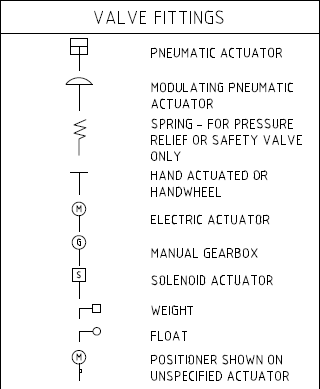 VALVE FITTINGS
PNEUMATIC ACTUATOR
MODULATING PNEUMATIC
ACTUATOR
SPRING - FOR PRESSURE
RELIEF OR SAFETY VALVE
ONLY
HAND ACTUATED OR
HANDWHEEL
M
ELECTRIC ACTUATOR
G
MANUAL GEARBOX
S
SOLENOID ACTUATOR
WEIGHT
FLOAT
M
POSITIONER SHOWN ON
UNSPECIFIED ACTUATOR